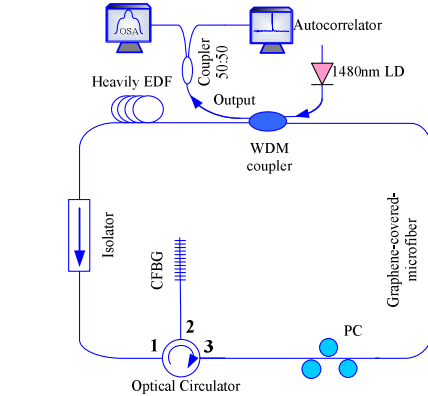 OSA
Autocorrelator
Coupler
50:50
1480nm LD
Heavily EDF
Output
WDM
coupler
Isolator
CFBG
Graphene-covered-
microfiber
2
1
3
PC
Optical Circulator